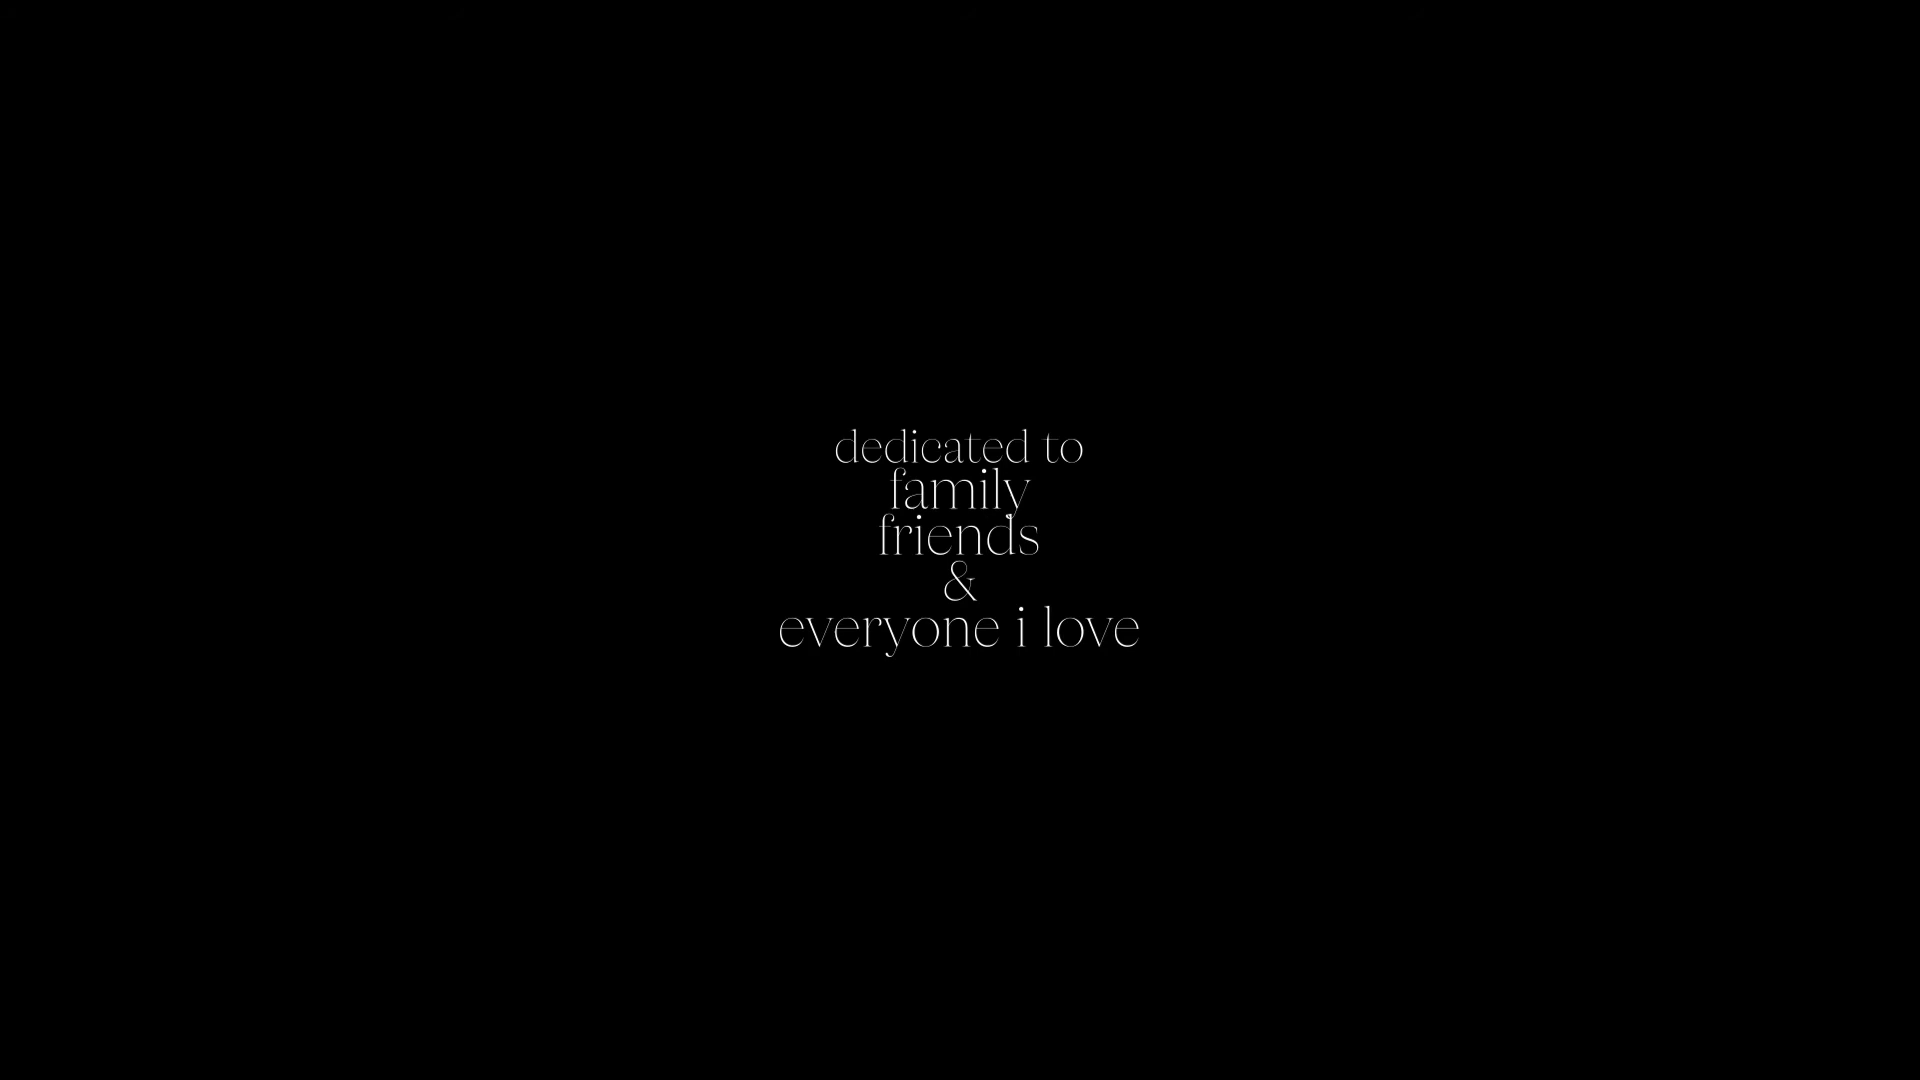 dedicated to
family
friends
&
everyone i love